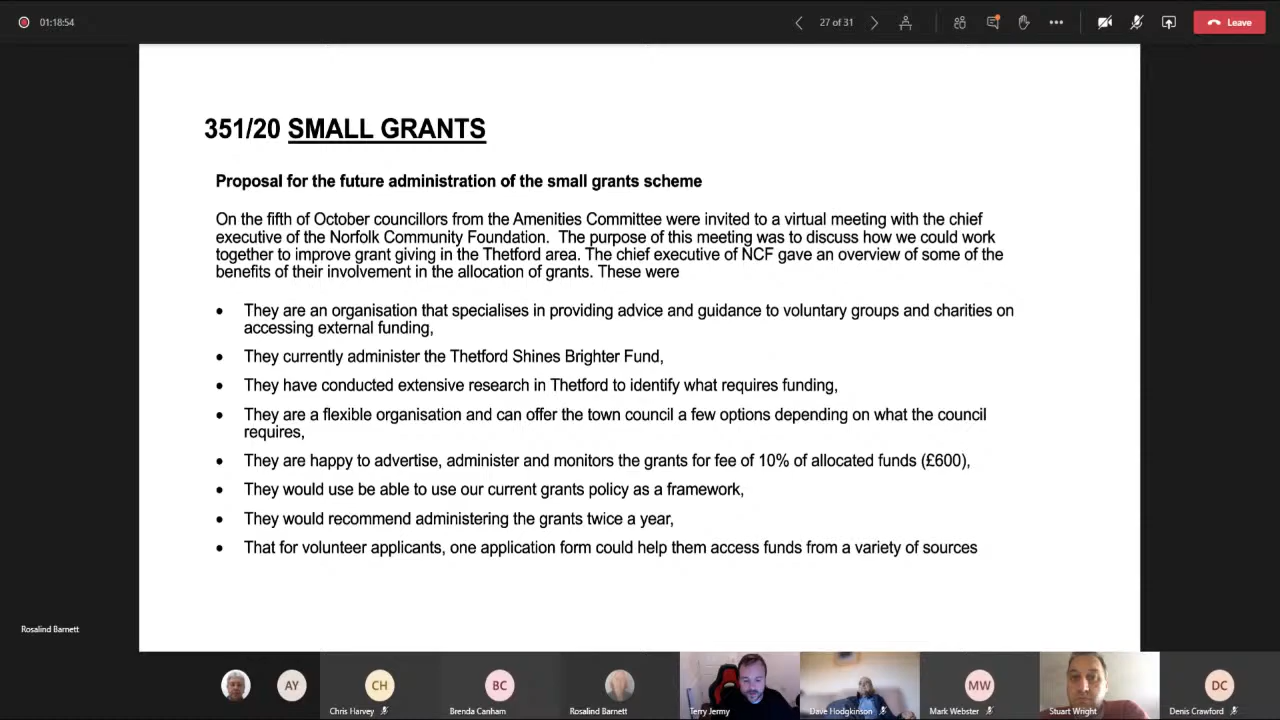 01:18:54
27 of 31
Leave
351/20 SMALL GRANTS
Proposal for the future administration of the small grants scheme
On the fifth of October councillors from the Amenities Committee were invited to a virtual meeting with the chief
executive of the Norfolk Community Foundation.  The purpose of this meeting was to discuss how we could work
together to improve grant giving in the Thetford area. The chief executive of NCF gave an overview of some of the
benefits of their involvement in the allocation of grants. These were
• They are an organisation that specialises in providing advice and guidance to voluntary groups and charities on
accessing external funding,
• They currently administer the Thetford Shines Brighter Fund,
• They have conducted extensive research in Thetford to identify what requires funding,
• They are a flexible organisation and can offer the town council a few options depending on what the council
requires,
• They are happy to advertise, administer and monitors the grants for fee of 10% of allocated funds (£600),
• They would use be able to use our current grants policy as a framework,
• They would recommend administering the grants twice a year,
• That for volunteer applicants, one application form could help them access funds from a variety of sources
Rosalind Barnett
AY
CH
BC
MW
DC
Chris Harvey
Brenda Canham
Rosalind Barnett
Terry Jermy
Dave Hodgkinson
Mark Webster
Stuart Wright
Denis Crawford